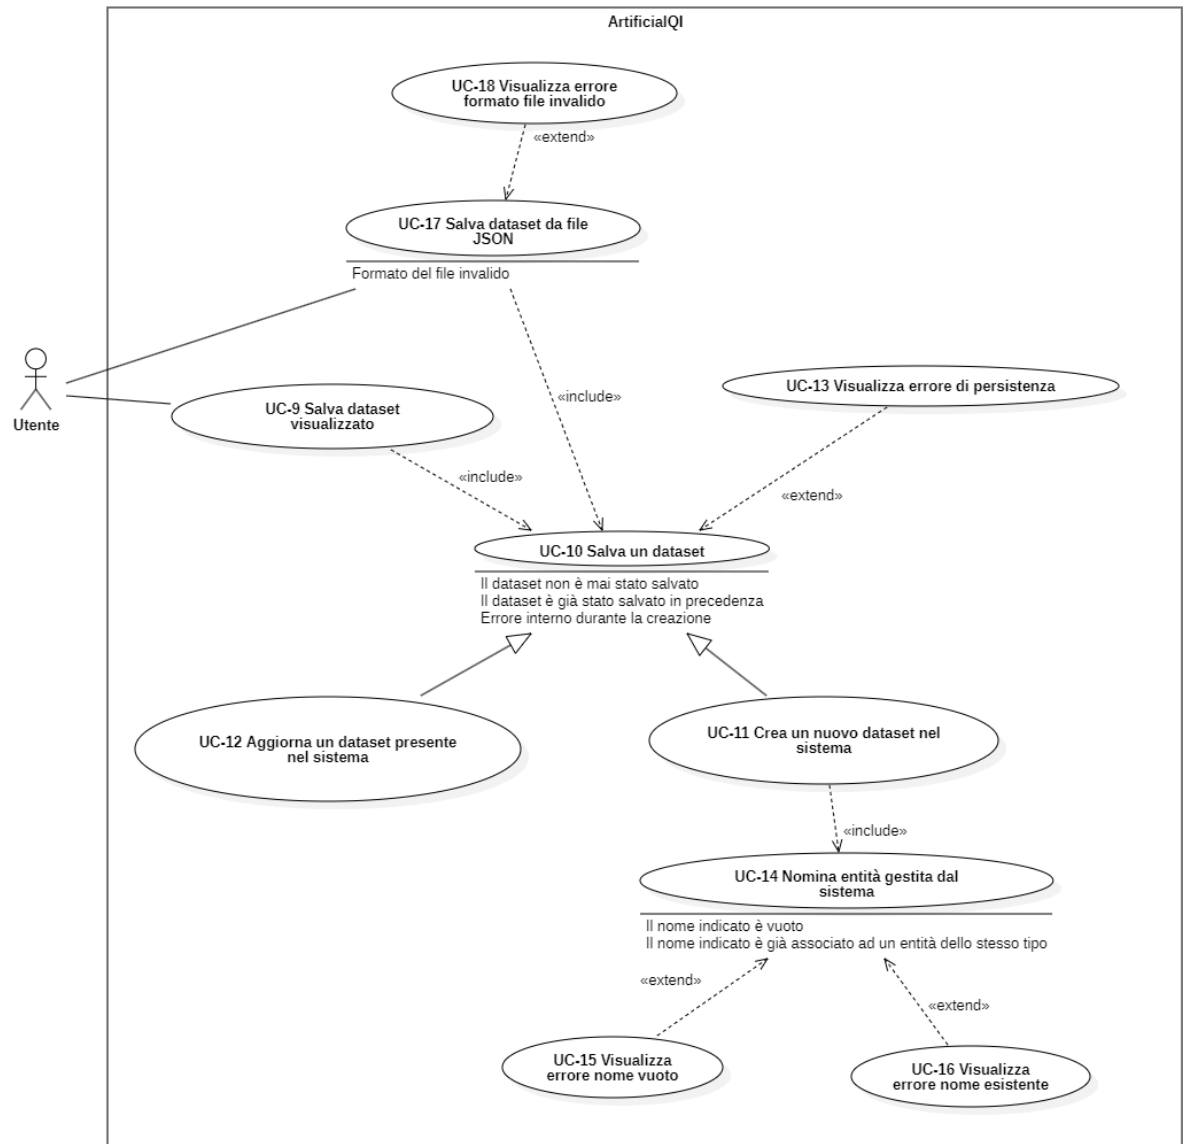 ArtificialQI
UC-18 Visualizza errore
formato file invalido
«extend»
UC-17 Salva dataset da file
JSON
Formato del file invalido
Utente
UC-9 Salva dataset
visualizzato
«include»
UC-13 Visualizza errore di persistenza
«include»
«extend»
UC-10 Salva un dataset
Il dataset non è mai stato salvato
Il dataset è già stato salvato in precedenza
Errore interno durante la creazione
UC-12 Aggiorna un dataset presente
nel sistema
UC-11 Crea un nuovo dataset nel
sistema
«include»
UC-14 Nomina entità gestita dal
sistema
Il nome indicato è vuoto
Il nome indicato è già associato ad un entità dello stesso tipo
«extend»
«extend»
UC-15 Visualizza
errore nome vuoto
UC-16 Visualizza
errore nome esistente